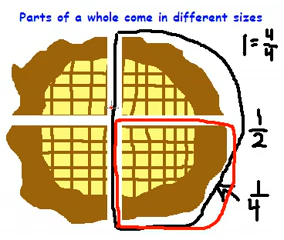 Parts of a whole come in different sizes
1=4/4
1/2
1/4